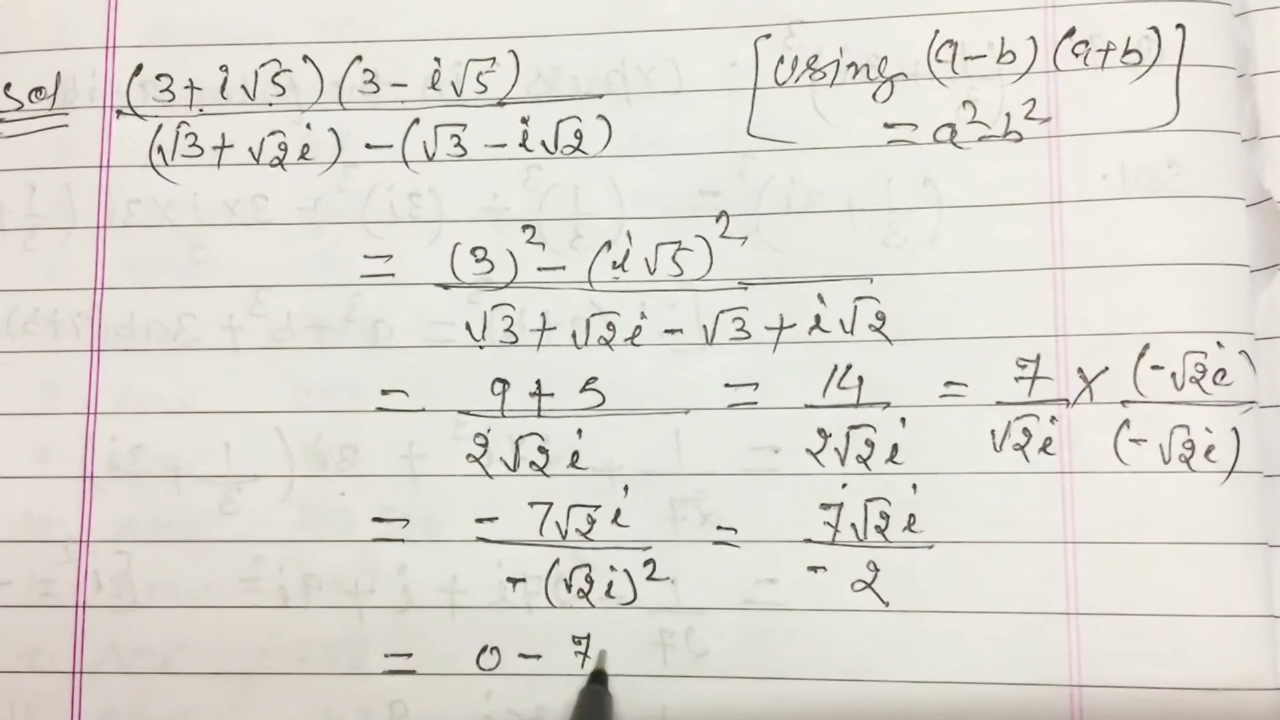 Sol (3+i√5)(3-i√5) / (√3+√2i)-(√3-i√2) [using (a-b)(a+b) = a²-b²]
= (3)²-(i√5)² / √3+√2i-√3+i√2
= 9+5 / 2√2i = 14 / 2√2i = 7 / √2i × (-√2i) / (-√2i)
= -7√2i / -(√2i)² = 7√2i / -2
= 0-7